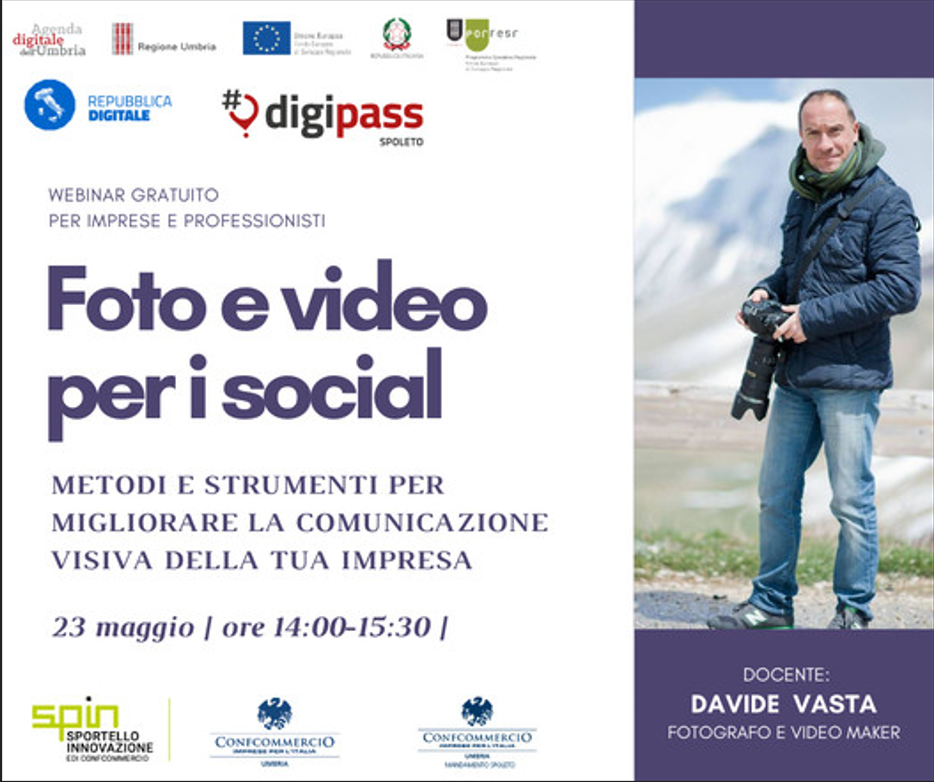 Agenda
digitale
dell'Umbria
Regione Umbria
Unione Europea
Fondo Europeo
di Sviluppo Regionale
REPUBBLICA ITALIANA
por fesr
Programma Operativo Regionale
Fondo Europeo
di Sviluppo Regionale
REPUBBLICA
DIGITALE
#digipass
SPOLETO
WEBINAR GRATUITO
PER IMPRESE E PROFESSIONISTI
Foto e video
per i social
METODI E STRUMENTI PER
MIGLIORARE LA COMUNICAZIONE
VISIVA DELLA TUA IMPRESA
23 maggio | ore 14:00-15:30 |
spin
SPORTELLO
INNOVAZIONE
EDI CONFCOMMERCIO
CONFCOMMERCIO
IMPRESE PER L'ITALIA
UMBRIA
CONFCOMMERCIO
IMPRESE PER L'ITALIA
UMBRIA
MANDAMENTO SPOLETO
DOCENTE:
DAVIDE VASTA
FOTOGRAFO E VIDEO MAKER